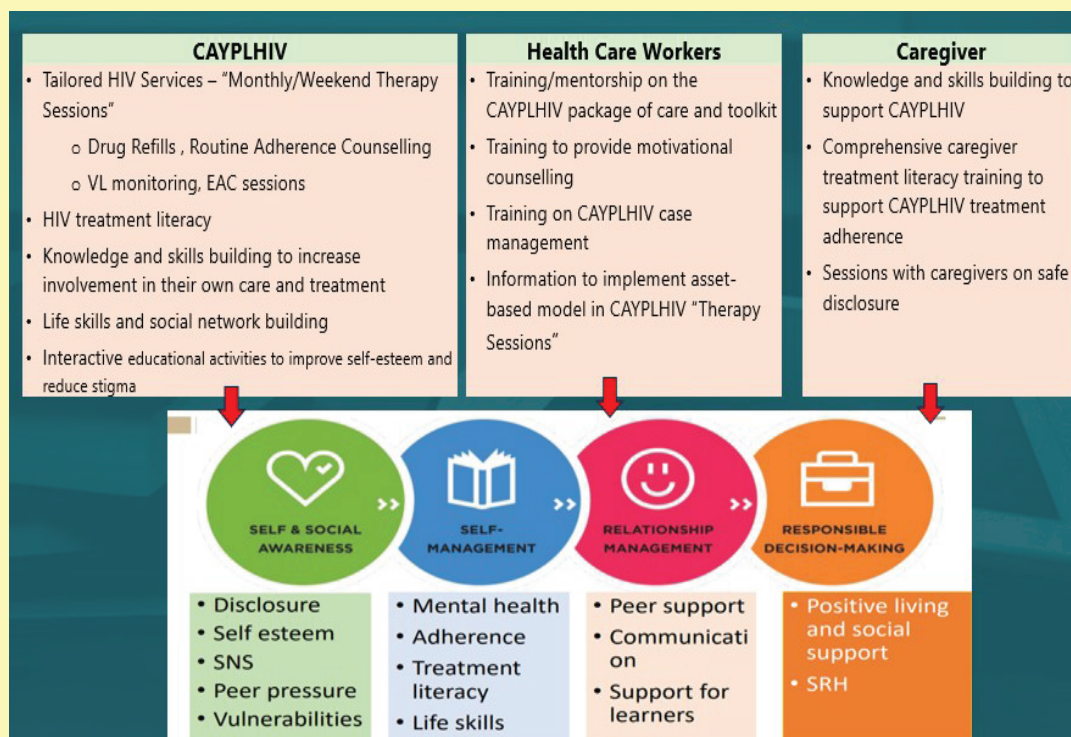 CAYPLHIV
• Tailored HIV Services – “Monthly/Weekend Therapy
Sessions”
o Drug Refills , Routine Adherence Counselling
o VL monitoring, EAC sessions
• HIV treatment literacy
• Knowledge and skills building to increase
involvement in their own care and treatment
• Life skills and social network building
• Interactive educational activities to improve self-esteem and
reduce stigma
Health Care Workers
• Training/mentorship on the
CAYPLHIV package of care and toolkit
• Training to provide motivational
counselling
• Training on CAYPLHIV case
management
• Information to implement asset-
based model in CAYPLHIV “Therapy
Sessions”
Caregiver
• Knowledge and skills building to
support CAYPLHIV
• Comprehensive caregiver
treatment literacy training to
support CAYPLHIV treatment
adherence
• Sessions with caregivers on safe
disclosure
SELF & SOCIAL
AWARENESS
SELF-
MANAGEMENT
RELATIONSHIP
MANAGEMENT
RESPONSIBLE
DECISION-MAKING
• Disclosure
• Self esteem
• SNS
• Peer pressure
• Vulnerabilities
• Mental health
• Adherence
• Treatment
literacy
• Life skills
• Peer support
• Communicati
on
• Support for
learners
• Positive living
and social
support
• SRH